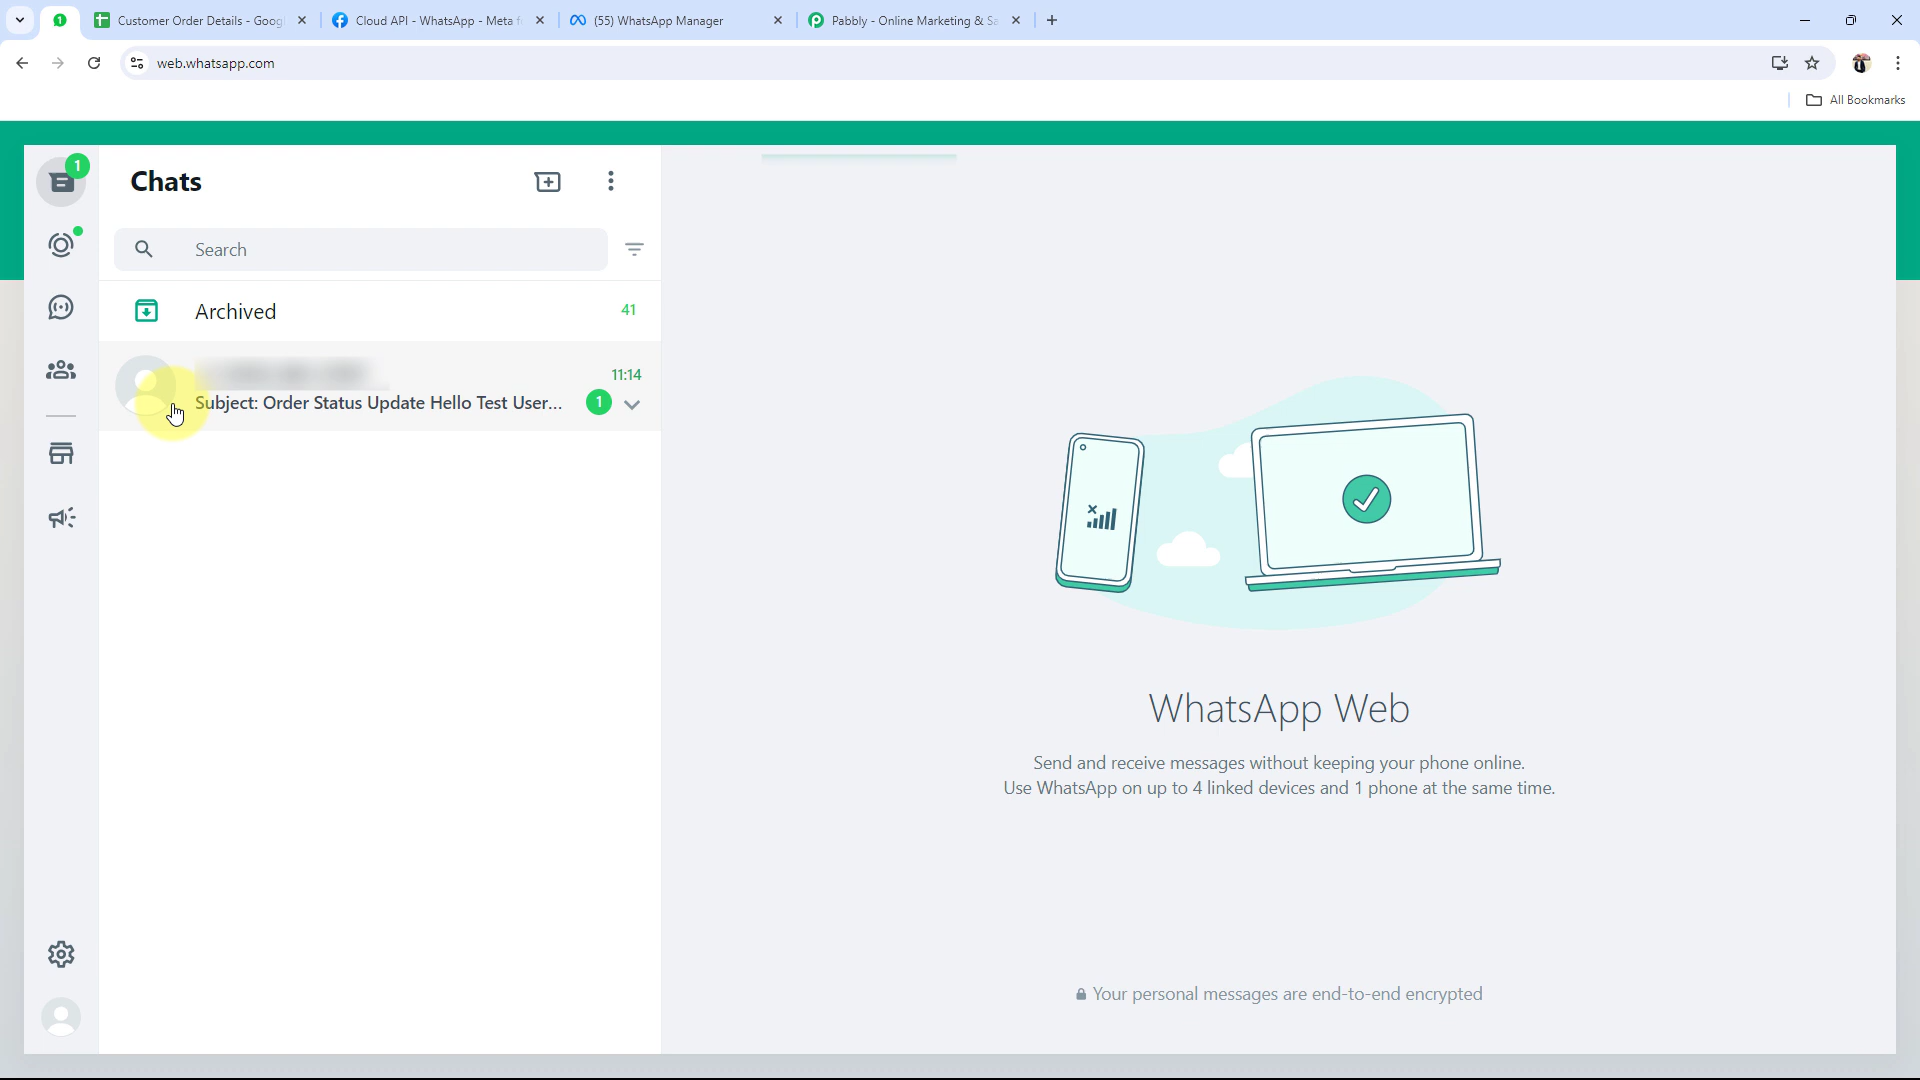 Customer Order Details - Goog
Cloud API - WhatsApp - Meta f
(55) WhatsApp Manager
Pabbly - Online Marketing & Sa
web.whatsapp.com
All Bookmarks
1
Chats
Search
Archived
41
11:14
Subject: Order Status Update Hello Test User...
1
WhatsApp Web
Send and receive messages without keeping your phone online.
Use WhatsApp on up to 4 linked devices and 1 phone at the same time.
Your personal messages are end-to-end encrypted